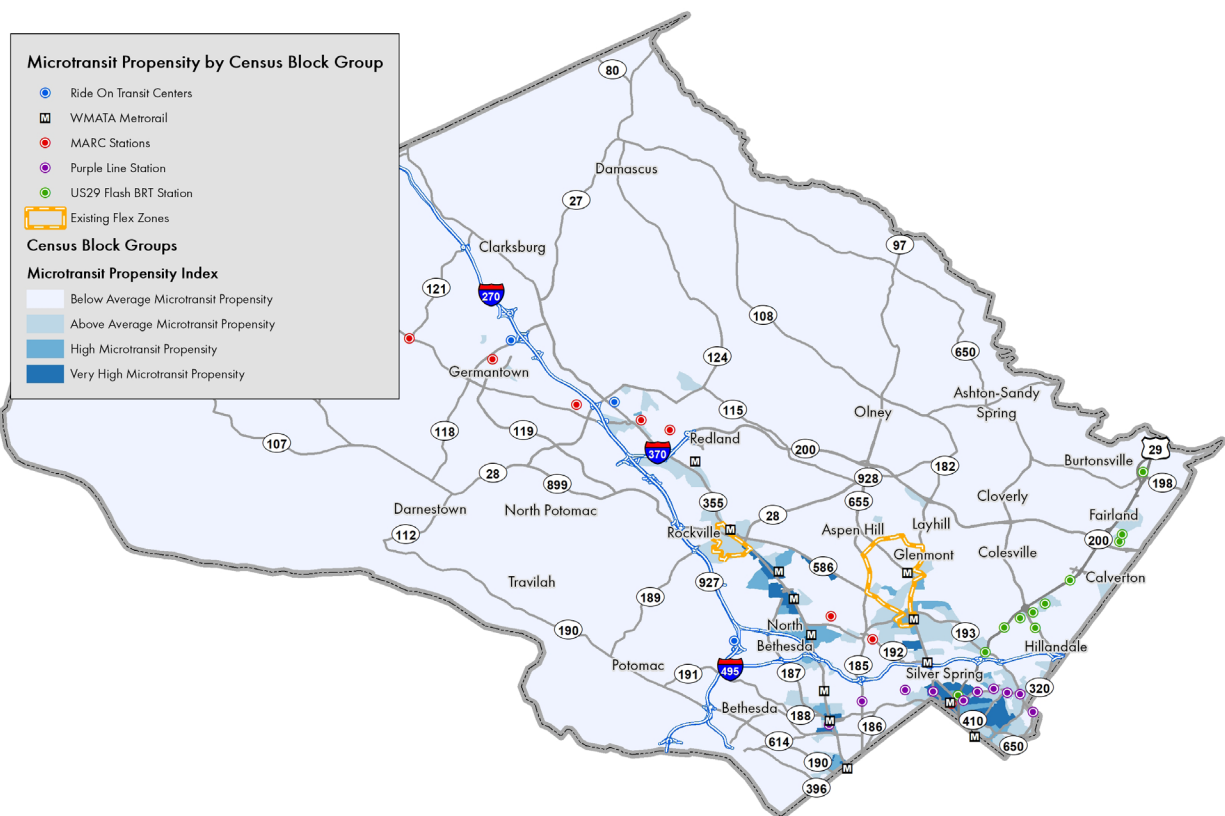 Microtransit Propensity by Census Block Group
Ride On Transit Centers
M WMATA Metrorail
MARC Stations
Purple Line Station
US29 Flash BRT Station
Existing Flex Zones
Census Block Groups
Microtransit Propensity Index
Below Average Microtransit Propensity
Above Average Microtransit Propensity
High Microtransit Propensity
Very High Microtransit Propensity
80
Damascus
27
97
Clarksburg
121
270
108
650
124
Germantown
Ashton-Sandy
Spring
115
Olney
118
119
107
Redland
370
200
29
Burtonsville
182
198
28
899
928
355
655
Cloverly
Darnestown
North Potomac
28
Fairland
112
Rockville
M
Aspen Hill
Layhill
200
Glenmont
Colesville
M
586
M
M
Calverton
Travilah
927
189
M
M
190
North
Bethesda
M
193
Hillandale
192
M
Potomac
495
191
187
185
Silver Spring
320
M
M
Bethesda
188
M
186
410
614
M
650
190
M
396